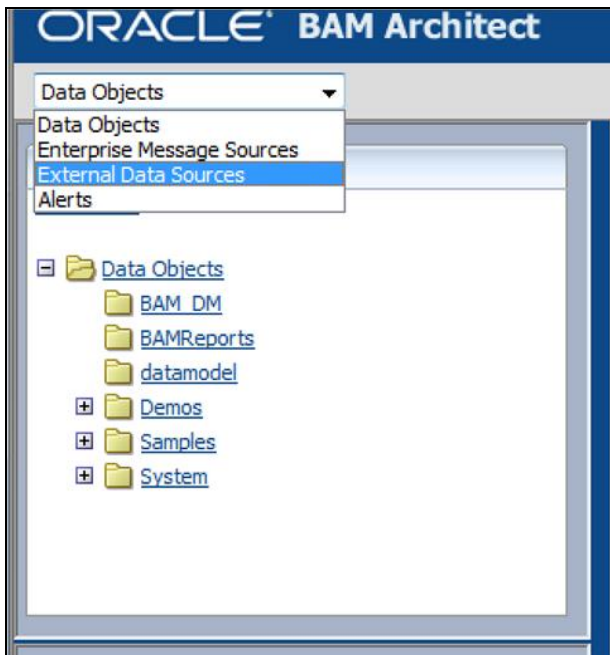 ORACLE® BAM Architect
Data Objects
Data Objects
Enterprise Message Sources
External Data Sources
Alerts
Data Objects
BAM_DM
BAMReports
datamodel
Demos
Samples
System